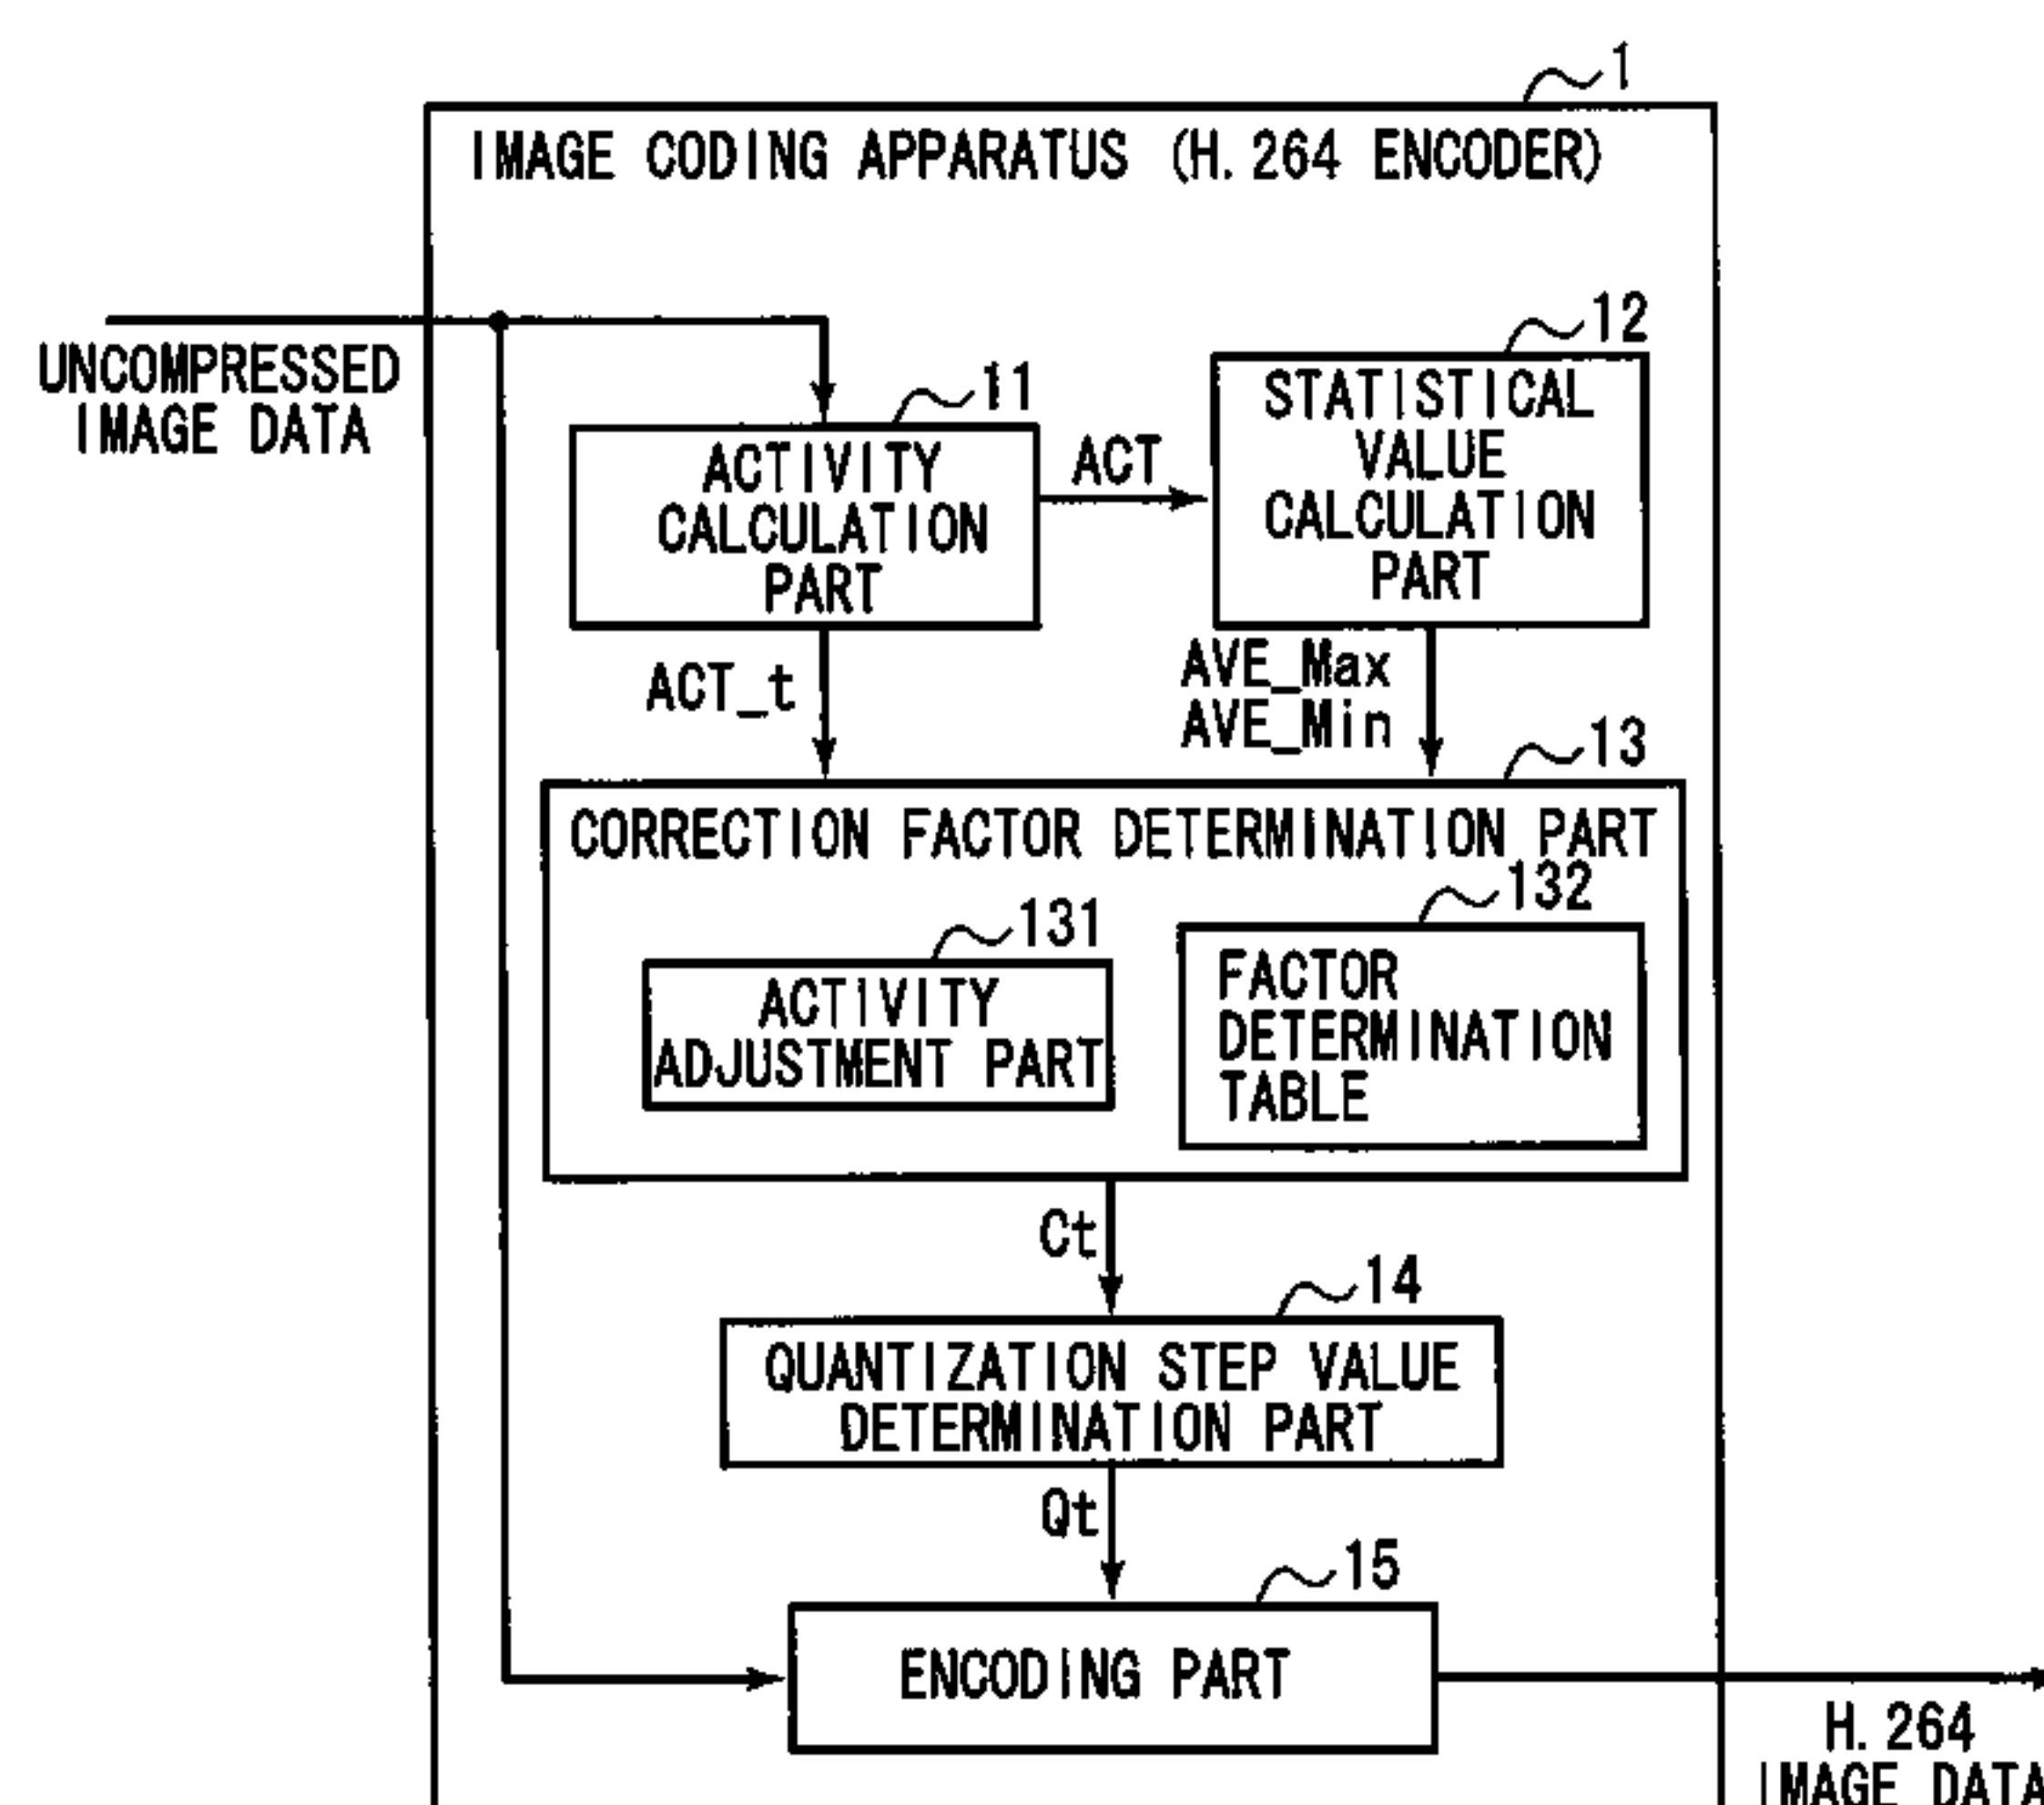 1
IMAGE CODING APPARATUS (H.264 ENCODER)
UNCOMPRESSED
IMAGE DATA
11
ACTIVITY
CALCULATION
PART
ACT
12
STATISTICAL
VALUE
CALCULATION
PART
ACT_t
AVE_Max
AVE_Min
13
CORRECTION FACTOR DETERMINATION PART
131
ACTIVITY
ADJUSTMENT PART
132
FACTOR
DETERMINATION
TABLE
Ct
14
QUANTIZATION STEP VALUE
DETERMINATION PART
Qt
15
ENCODING PART
H.264
IMAGE DATA